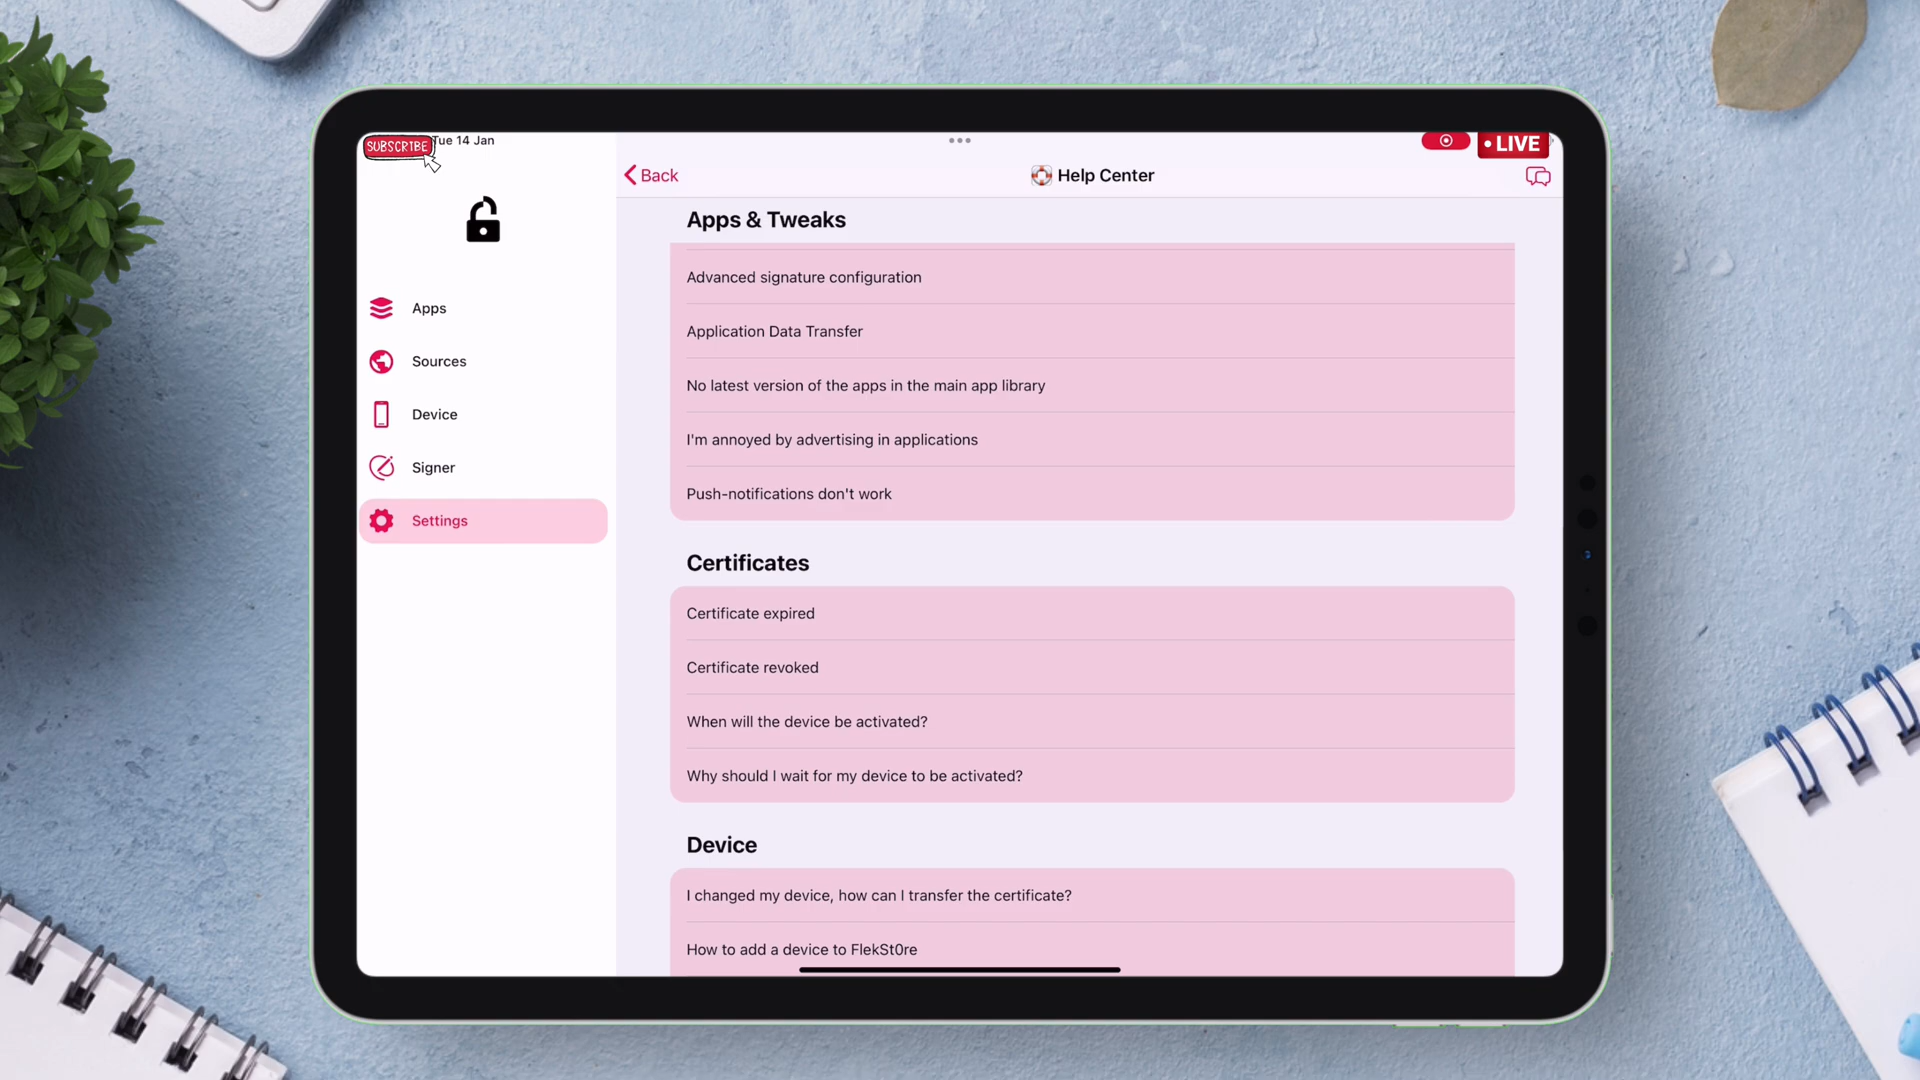 SUBSCRIBE
Tue 14 Jan
LIVE
Back
Help Center
Apps
Sources
Device
Signer
Settings
Apps & Tweaks
Advanced signature configuration
Application Data Transfer
No latest version of the apps in the main app library
I'm annoyed by advertising in applications
Push-notifications don't work
Certificates
Certificate expired
Certificate revoked
When will the device be activated?
Why should I wait for my device to be activated?
Device
I changed my device, how can I transfer the certificate?
How to add a device to FlekSt0re